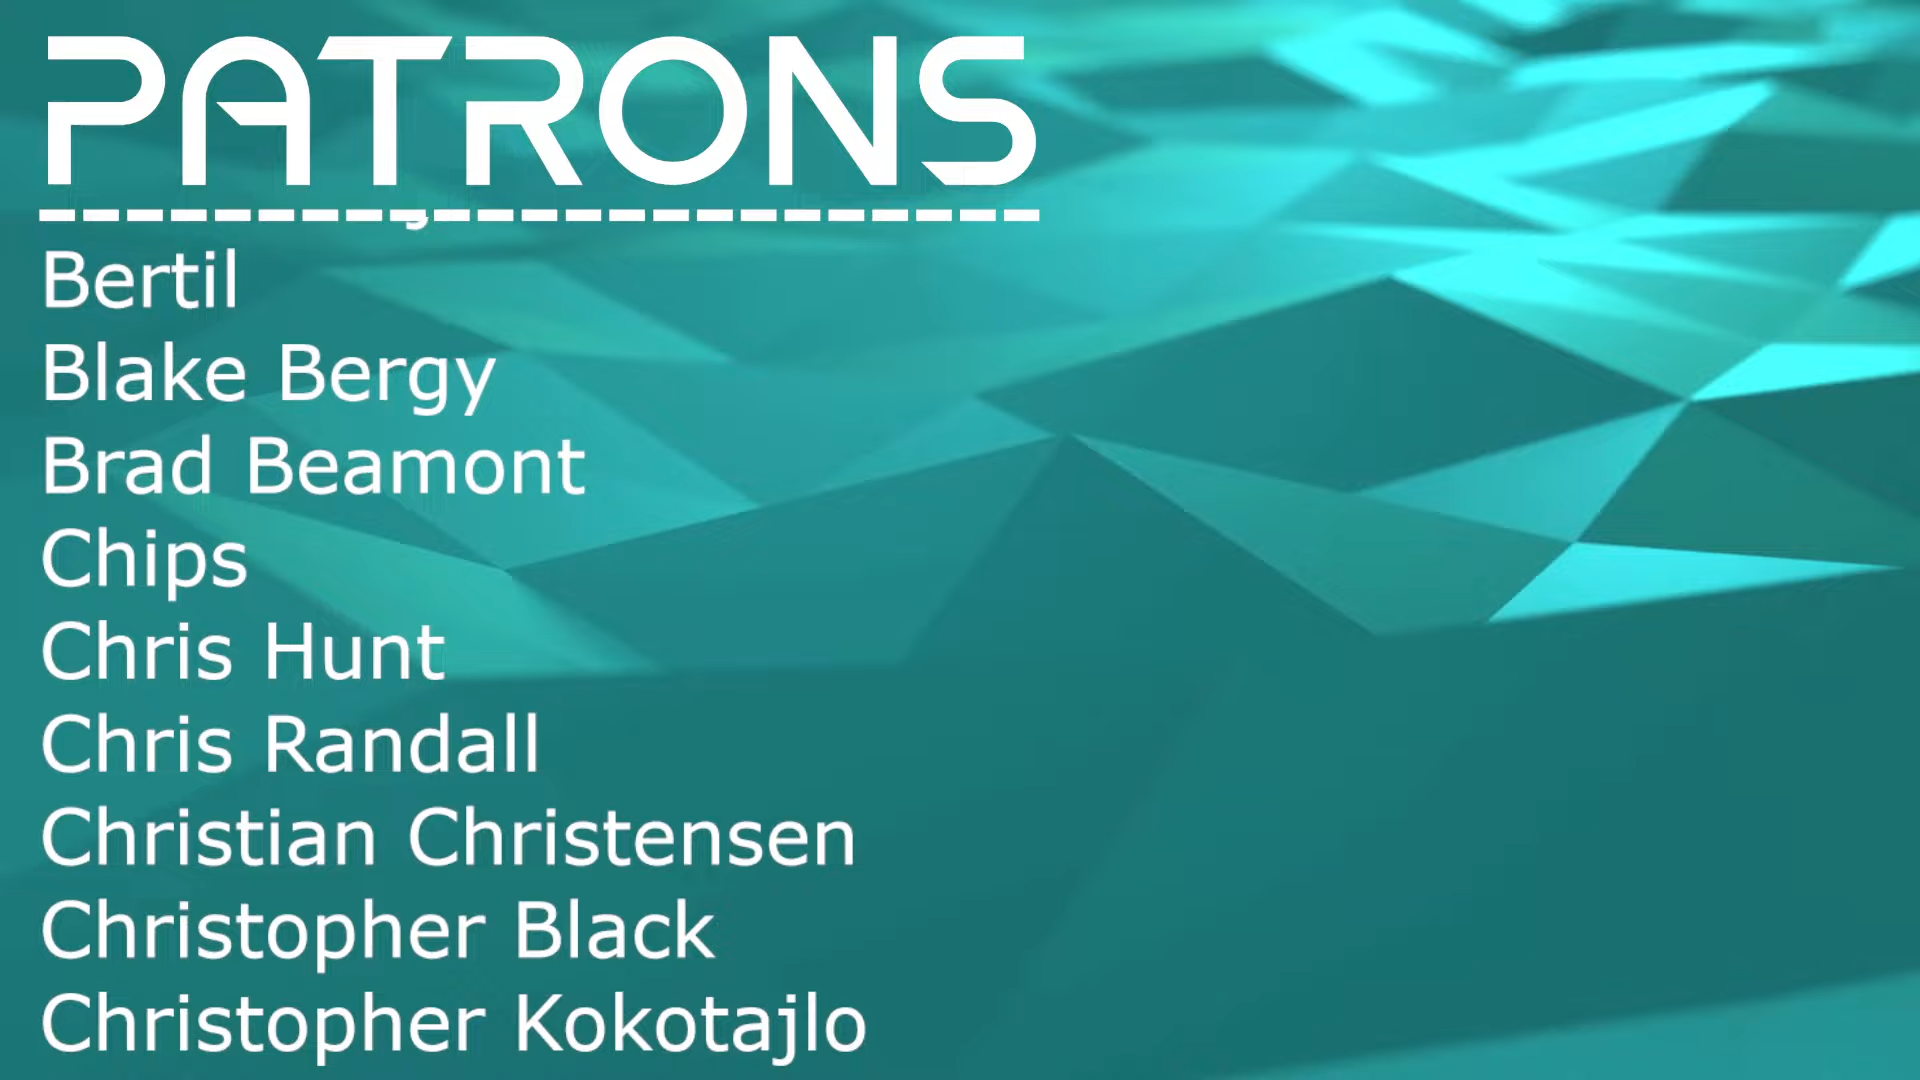 PATRONS
Bertil
Blake Bergy
Brad Beamont
Chips
Chris Hunt
Chris Randall
Christian Christensen
Christopher Black
Christopher Kokotajlo